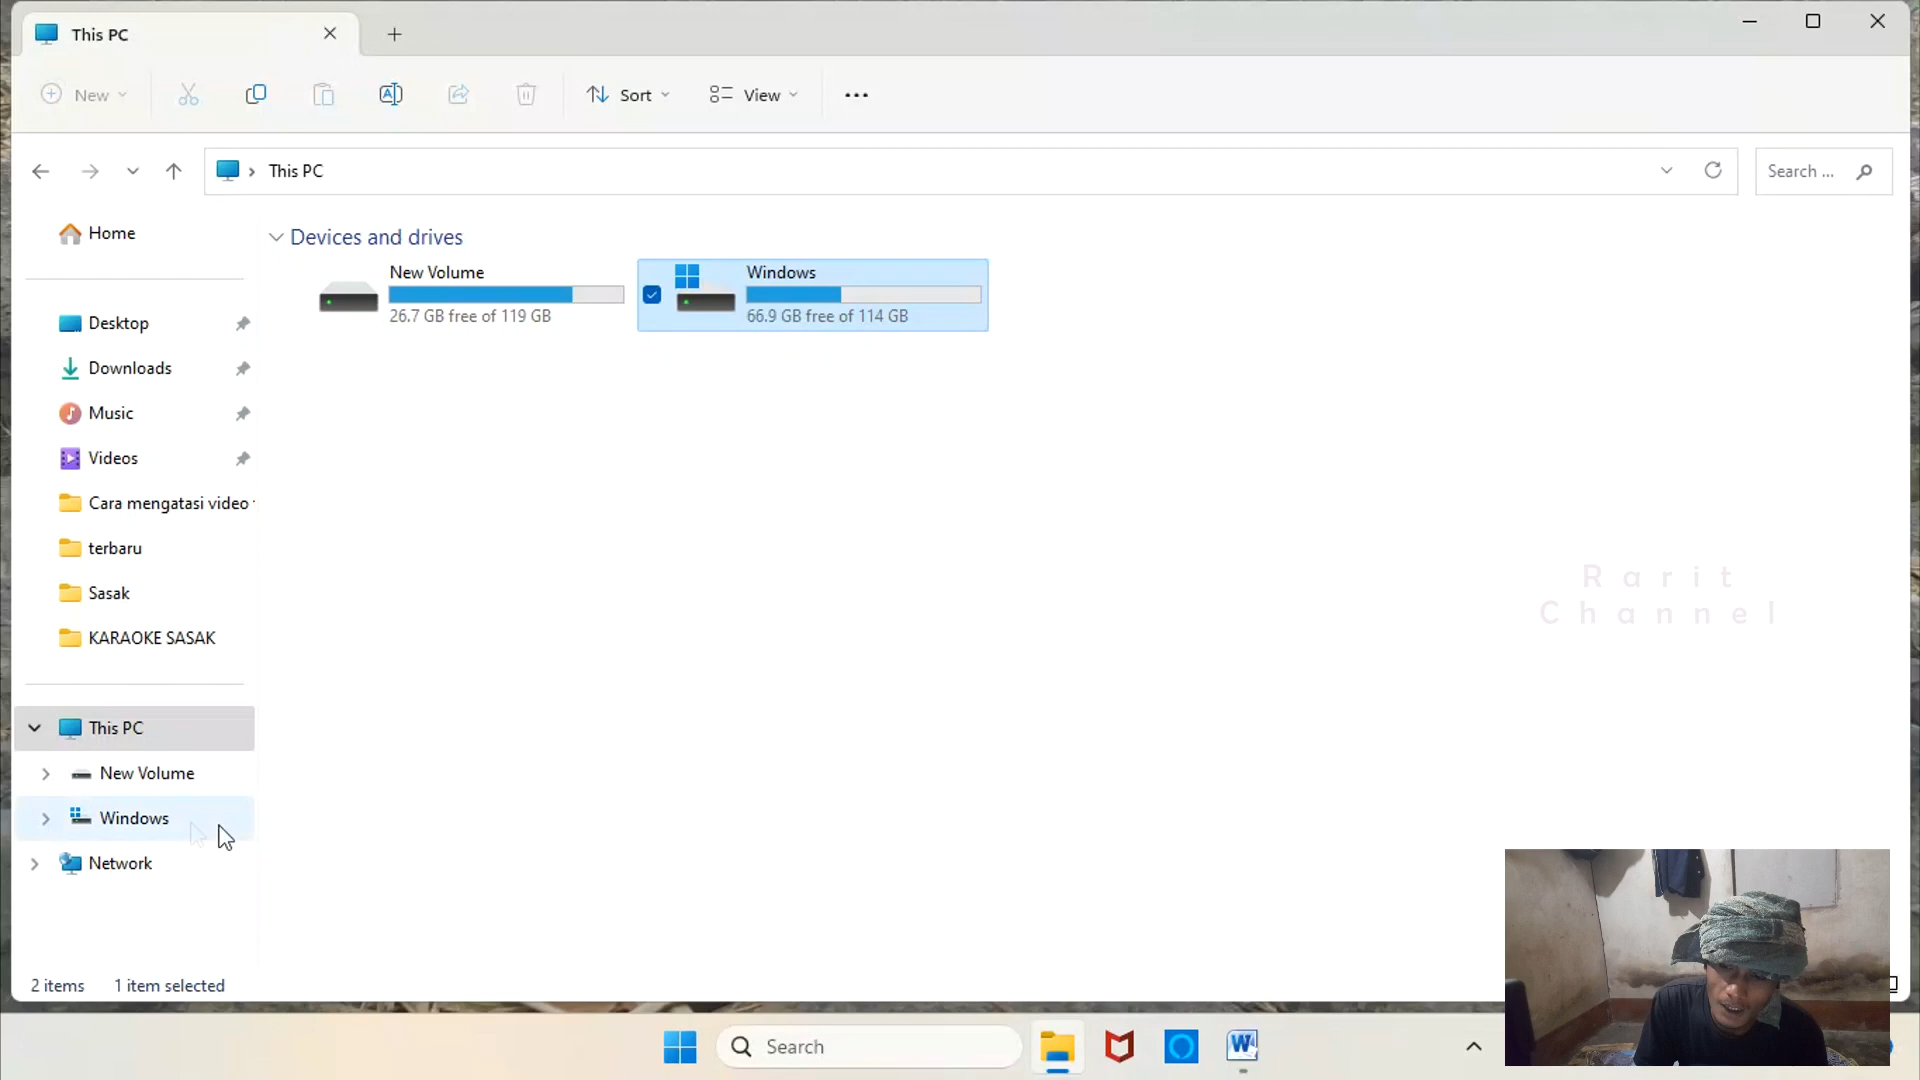 This PC
New
Sort
View
This PC
Search ...
Home
Desktop
Downloads
Music
Videos
Cara mengatasi video
terbaru
Sasak
KARAOKE SASAK
This PC
New Volume
Windows
Network
Devices and drives
New Volume
26.7 GB free of 119 GB
Windows
66.9 GB free of 114 GB
Rarit
Channel
2 items
1 item selected
Search